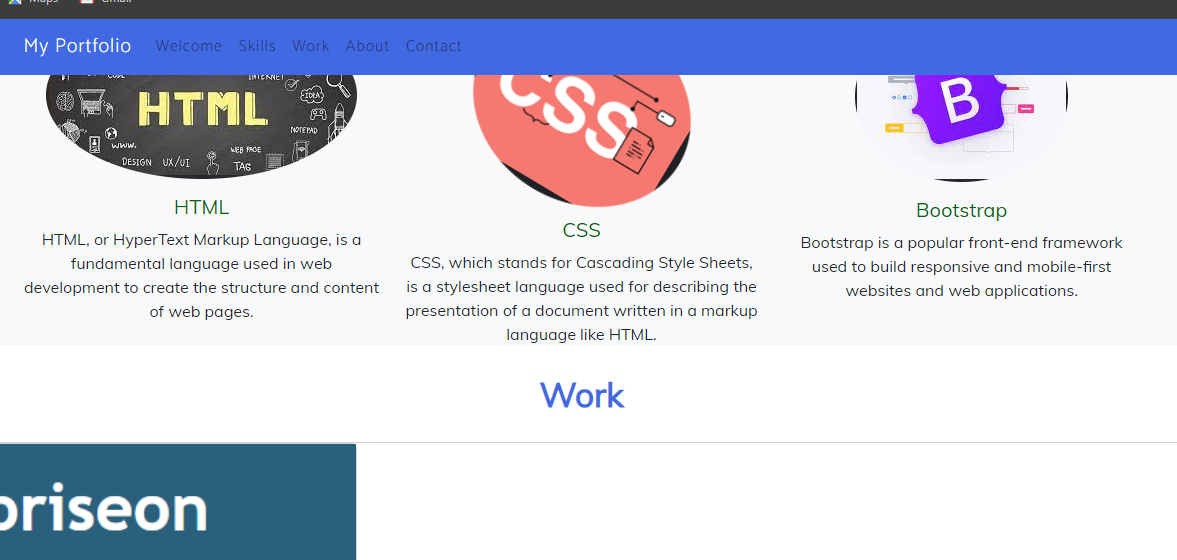 Maps Gmail
My Portfolio Welcome Skills Work About Contact
CODE
INTERNET
IDEA
HTML
NOTEPAD
WWW.
DESIGN UX/UI
WEB PAGE
TAG
CSS
B
HTML
HTML, or HyperText Markup Language, is a
fundamental language used in web
development to create the structure and content
of web pages.
CSS
CSS, which stands for Cascading Style Sheets,
is a stylesheet language used for describing the
presentation of a document written in a markup
language like HTML.
Bootstrap
Bootstrap is a popular front-end framework
used to build responsive and mobile-first
websites and web applications.
Work
oriseon